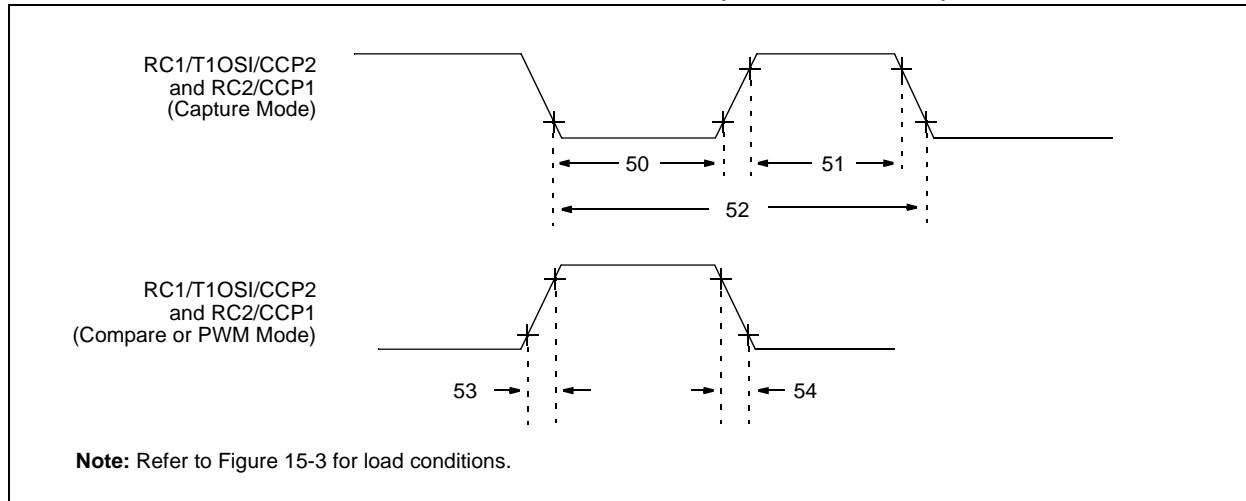 RC1/T1OSI/CCP2
and RC2/CCP1
(Capture Mode)
50
51
52
RC1/T1OSI/CCP2
and RC2/CCP1
(Compare or PWM Mode)
53
54
Note: Refer to Figure 15-3 for load conditions.